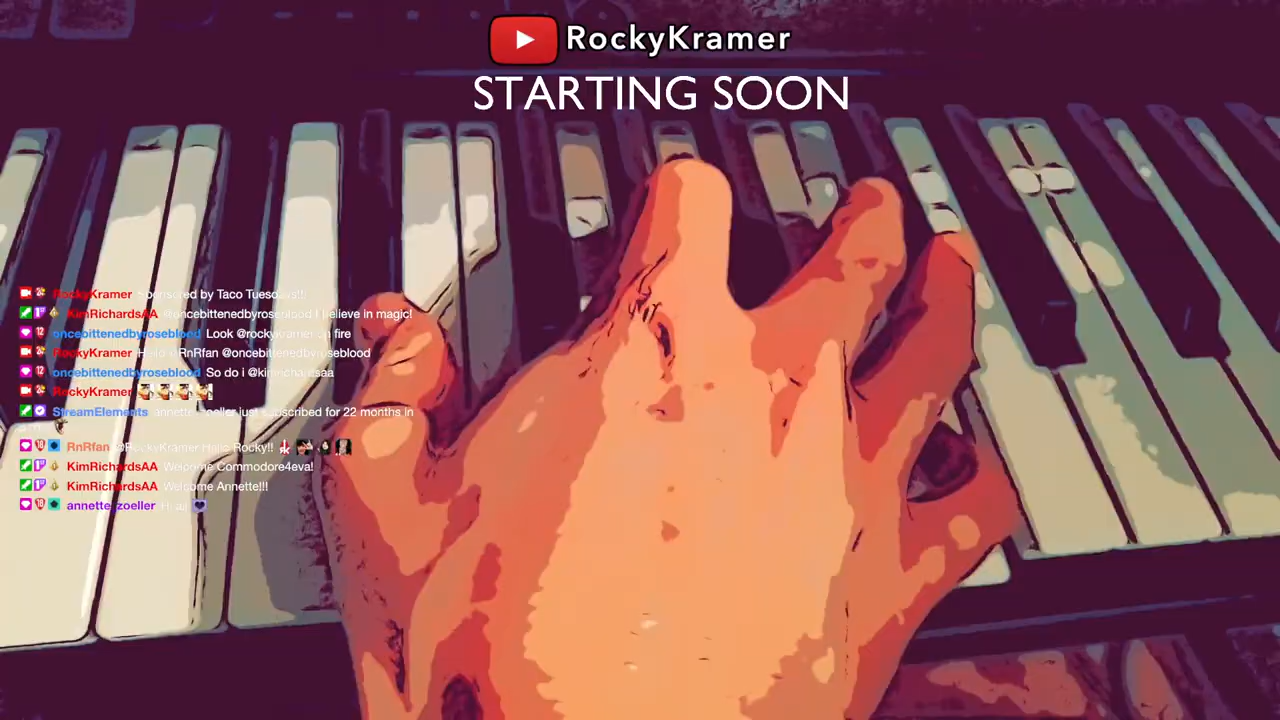 RockyKramer
STARTING SOON
RockyKramer Sponsored by Taco Tuesdays!!
KimRichardsAA @oncebittenedbyroseblood I believe in magic!
oncebittenedbyroseblood Look @rockykramer on fire
RockyKramer Hello @RnRfan @oncebittenedbyroseblood
oncebittenedbyroseblood So do i @kimrichardsaa
RockyKramer
StreamElements annette_zoeller just subscribed for 22 months in
RnRfan @RockyKramer Hello Rocky!!
KimRichardsAA Welcome Commodore4eva!
KimRichardsAA Welcome Annette!!!
annette_zoeller